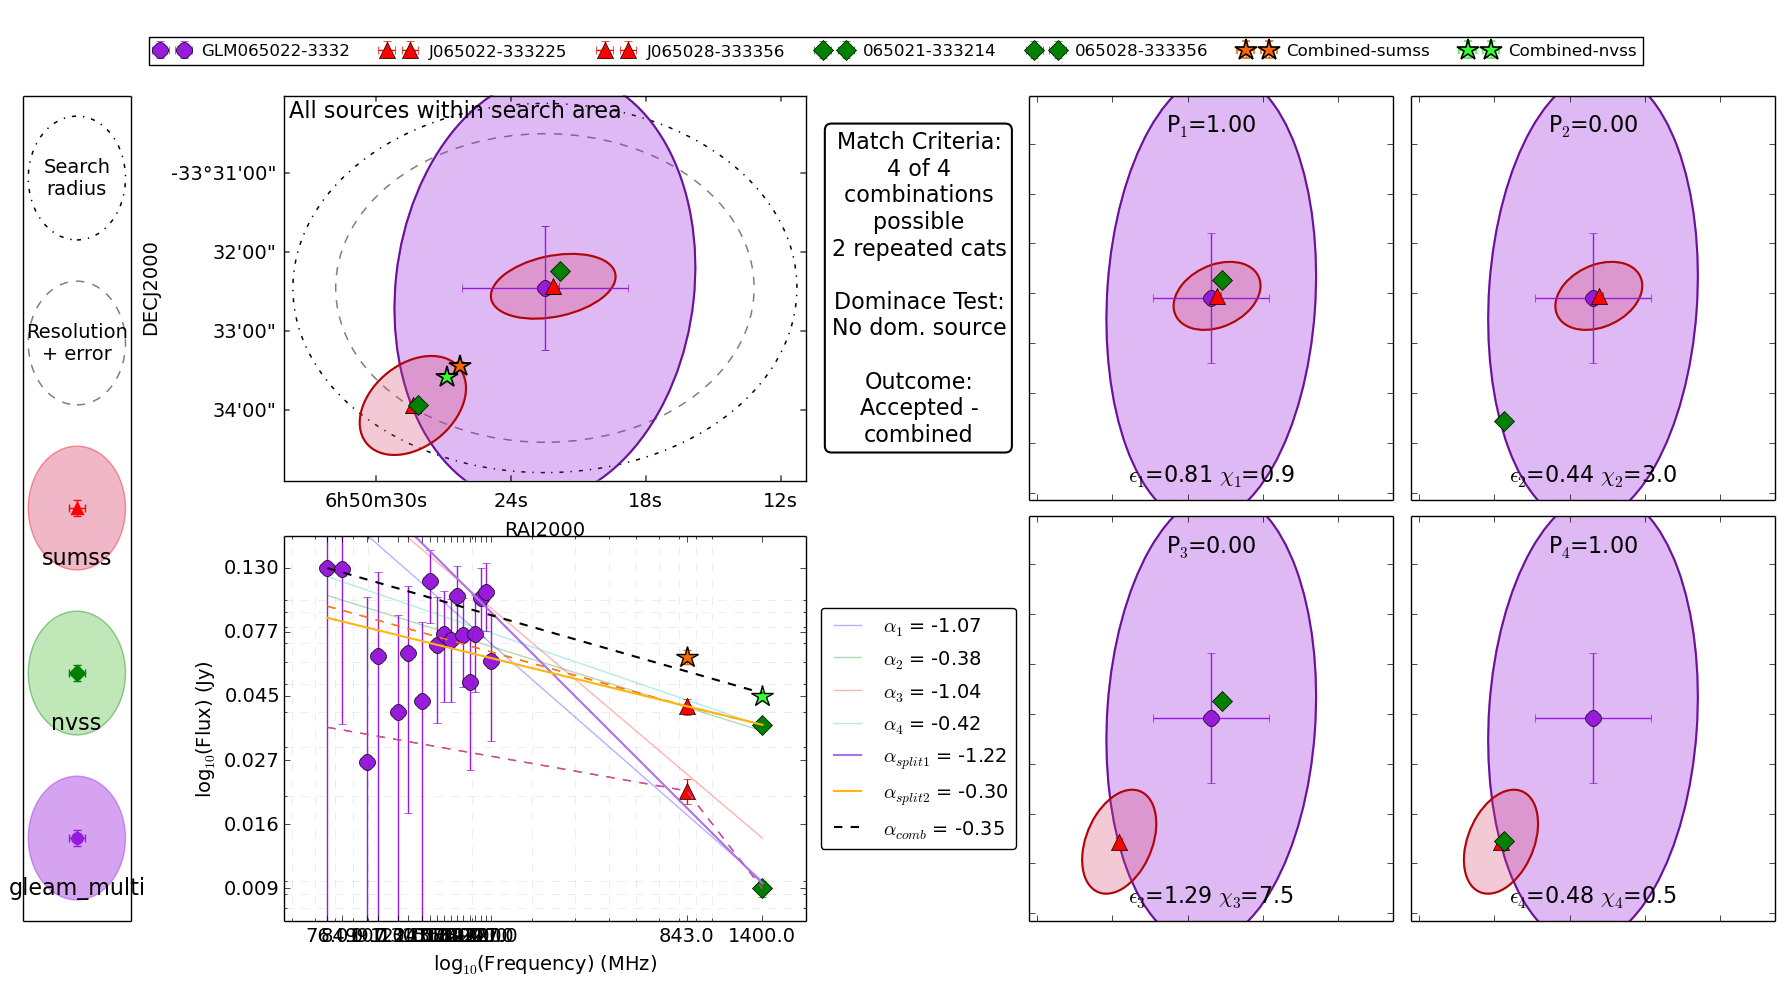 GLM065022-3332 J065022-333225 J065028-333356 065021-333214 065028-333356 Combined-sumss Combined-nvss
Search
radius
Resolution
+ error
sumss
nvss
gleam_multi
All sources within search area
DECJ2000
-33°31'00"
32'00"
33'00"
34'00"
6h50m30s 24s 18s 12s
RAJ2000
Match Criteria:
4 of 4
combinations
possible
2 repeated cats
Dominace Test:
No dom. source
Outcome:
Accepted -
combined
P1=1.00
ϵ1=0.81 χ1=0.9
P2=0.00
ϵ2=0.44 χ2=3.0
P3=0.00
ϵ3=1.29 χ3=7.5
P4=1.00
ϵ4=0.48 χ4=0.5
log10(Flux) (Jy)
0.130
0.077
0.045
0.027
0.016
0.009
843.0 1400.0
log10(Frequency) (MHz)
α1 = -1.07
α2 = -0.38
α3 = -1.04
α4 = -0.42
αsplit1 = -1.22
αsplit2 = -0.30
αcomb = -0.35